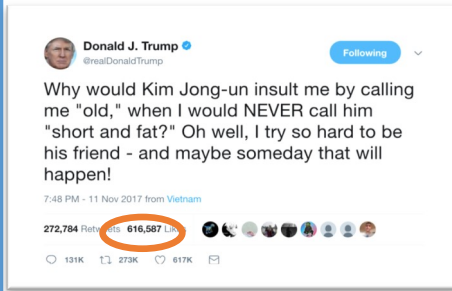 Donald J. Trump
@realDonaldTrump
Following
Why would Kim Jong-un insult me by calling
me "old," when I would NEVER call him
"short and fat?" Oh well, I try so hard to be
his friend - and maybe someday that will
happen!
7:48 PM - 11 Nov 2017 from Vietnam
272,784 Retweets 616,587 Likes
131K 273K 617K